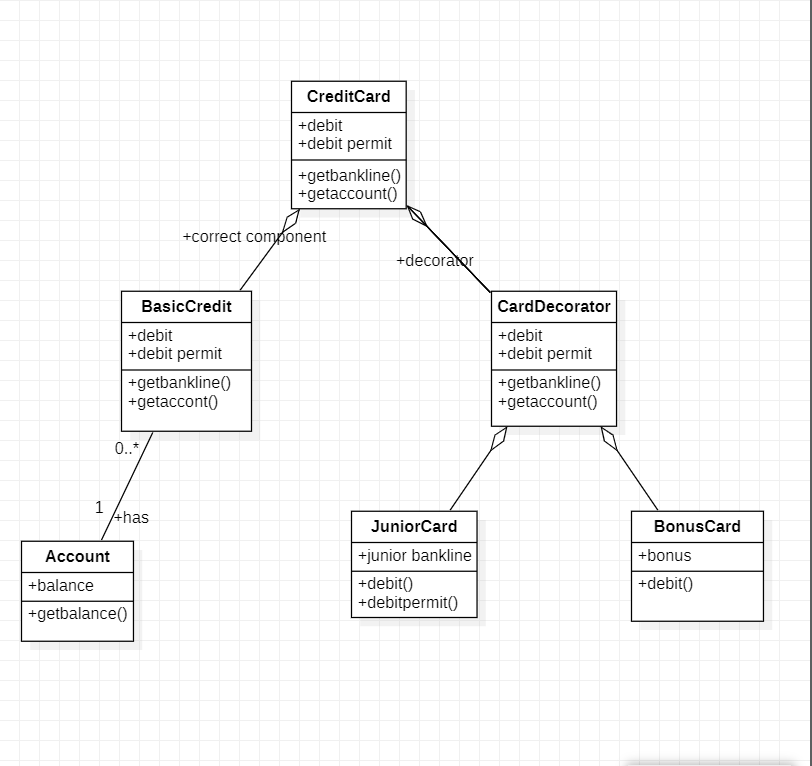 CreditCard
+debit
+debit permit
+getbankline()
+getaccount()
+correct component
+decorator
BasicCredit
+debit
+debit permit
+getbankline()
+getaccont()
CardDecorator
+debit
+debit permit
+getbankline()
+getaccount()
0..*
1
+has
Account
+balance
+getbalance()
JuniorCard
+junior bankline
+debit()
+debitpermit()
BonusCard
+bonus
+debit()